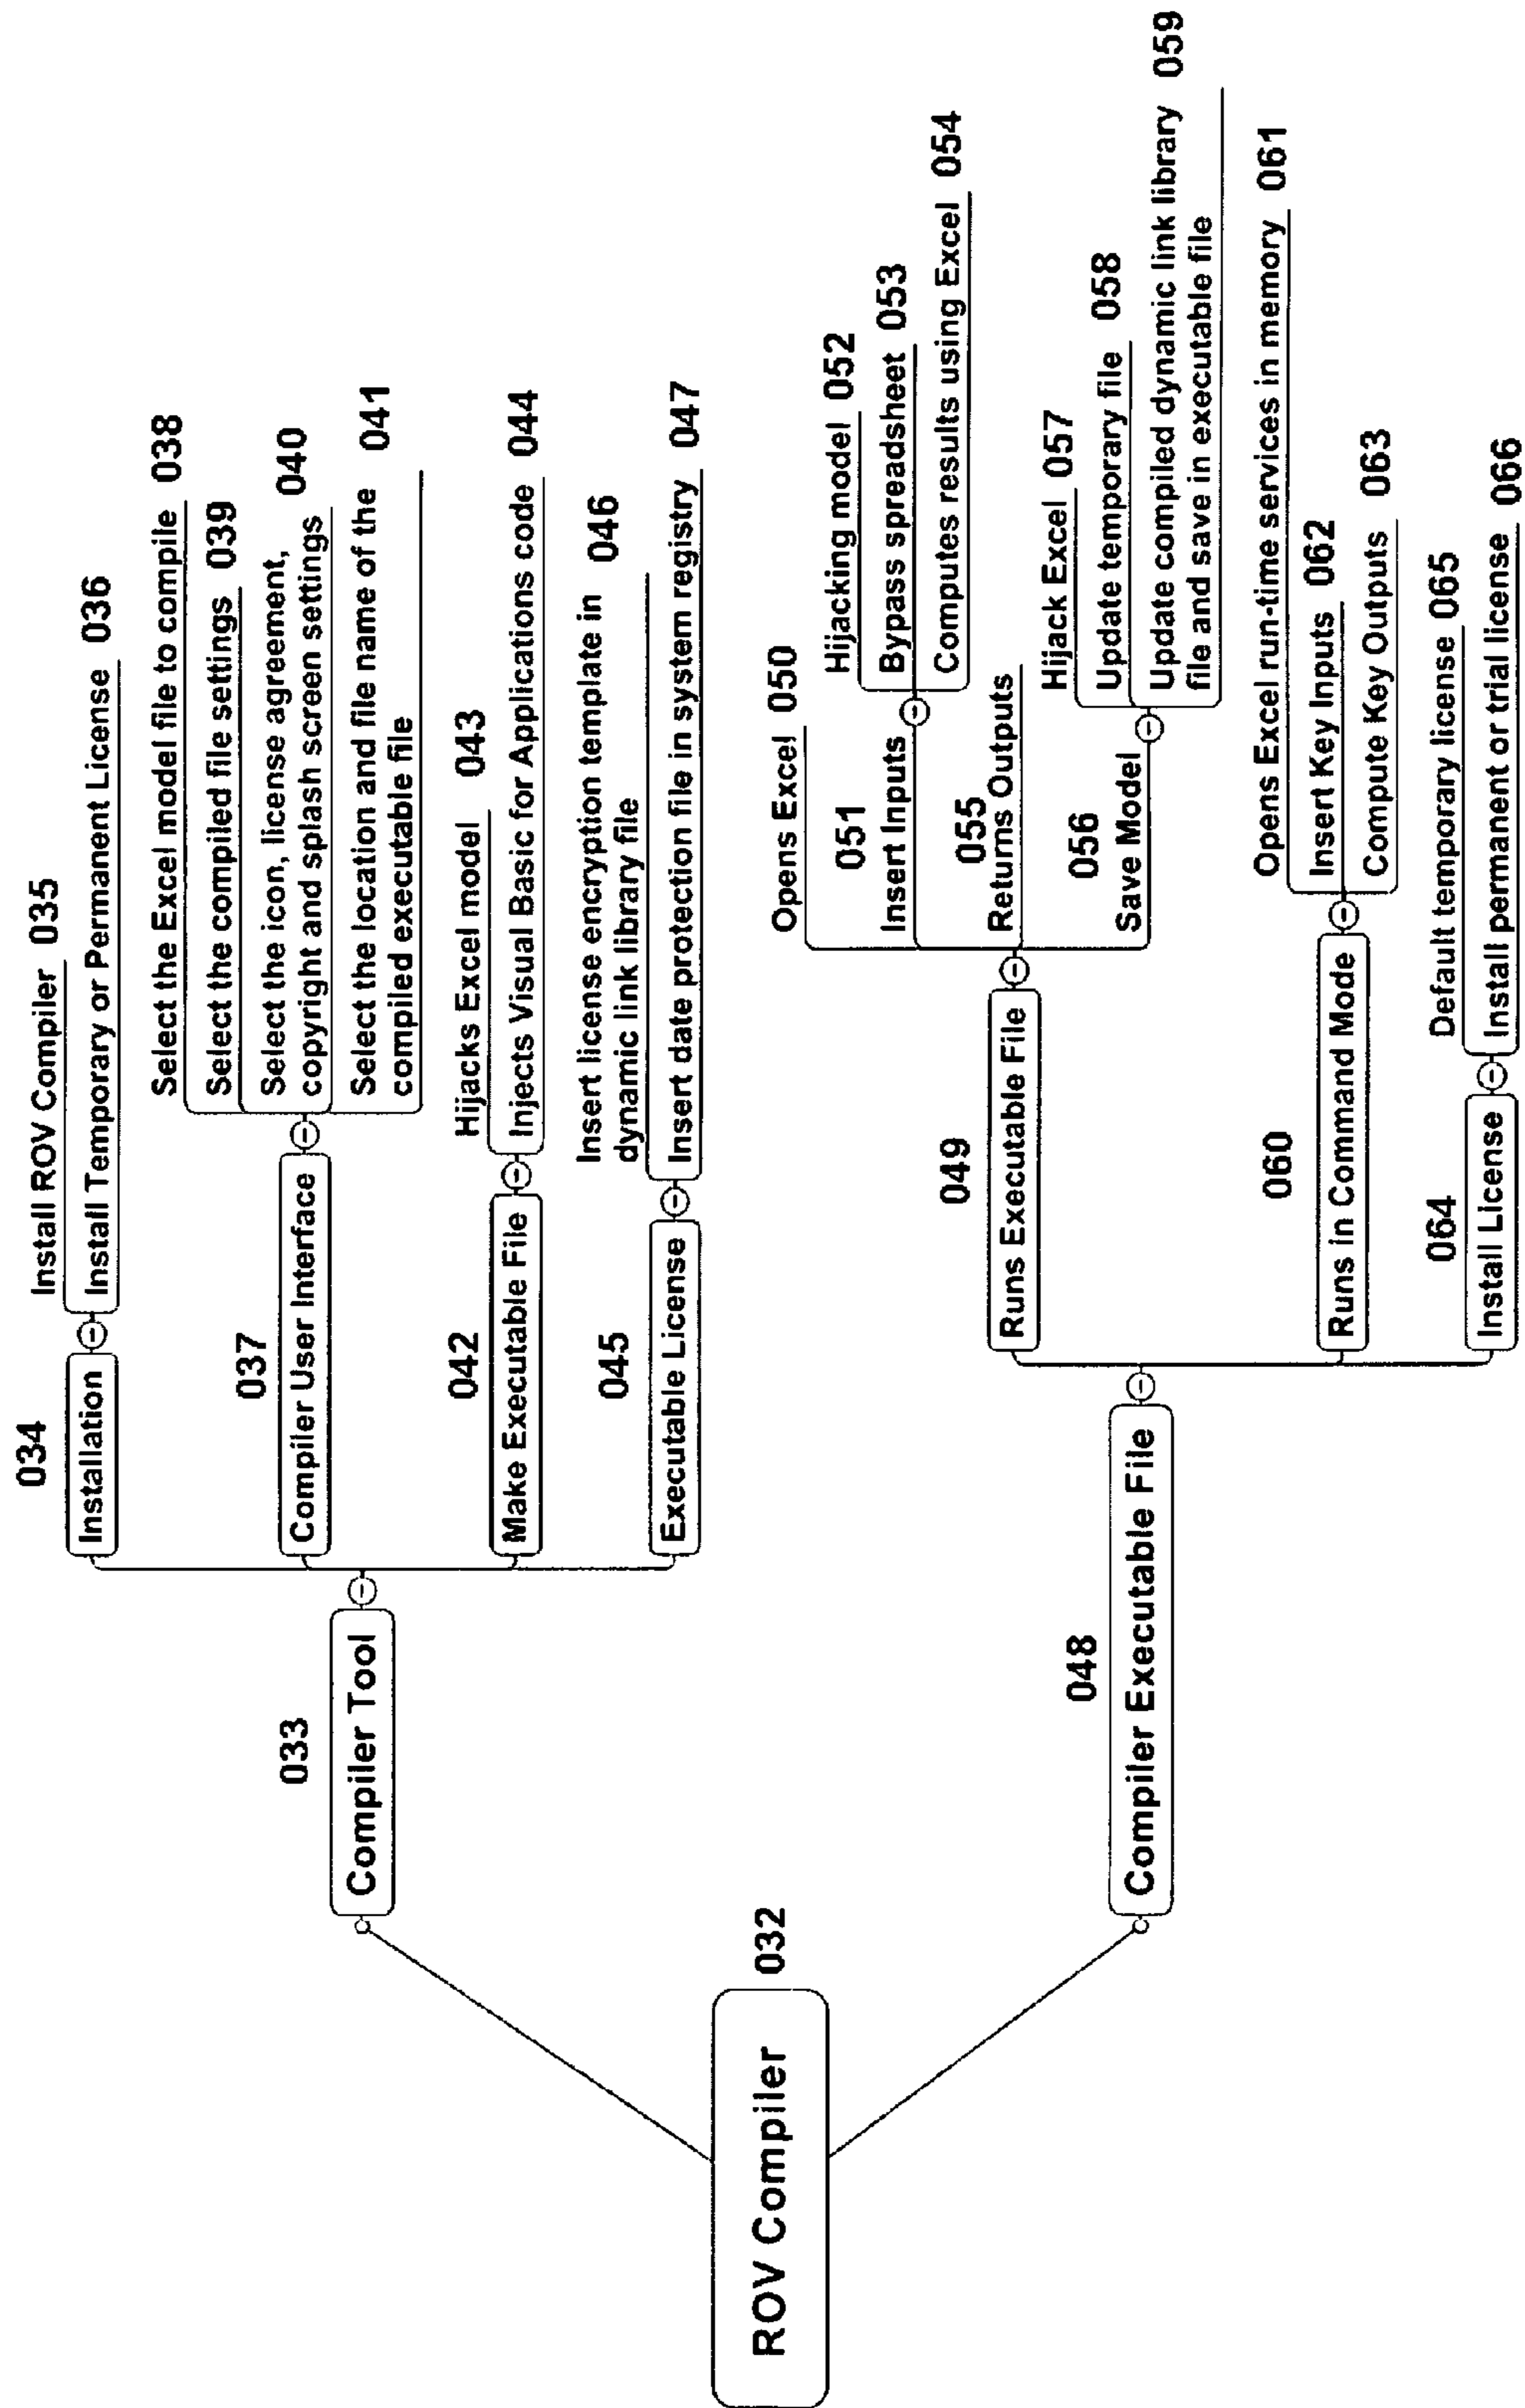 ROV Compiler 032
033
Compiler Tool
034
Installation
Install ROV Compiler 035
Install Temporary or Permanent License 036
037
Compiler User Interface
Select the Excel model file to compile 038
Select the compiled file settings 039
Select the icon, license agreement,
copyright and splash screen settings 040
Select the location and file name of the 041
compiled executable file
042
Make Executable File
Hijacks Excel model 043
Injects Visual Basic for Applications code 044
045
Executable License
Insert license encryption template in 046
dynamic link library file
Insert date protection file in system registry 047
048
Compiler Executable File
049
Runs Executable File
Opens Excel 050
051
Insert Inputs
Hijacking model 052
Bypass spreadsheet 053
Computes results using Excel 054
055
Returns Outputs
056
Save Model
Hijack Excel 057
Update temporary file 058
Update compiled dynamic link library 059
file and save in executable file
060
Runs in Command Mode
Opens Excel run-time services in memory 061
Insert Key Inputs 062
Compute Key Outputs 063
064
Install License
Default temporary license 065
Install permanent or trial license 066